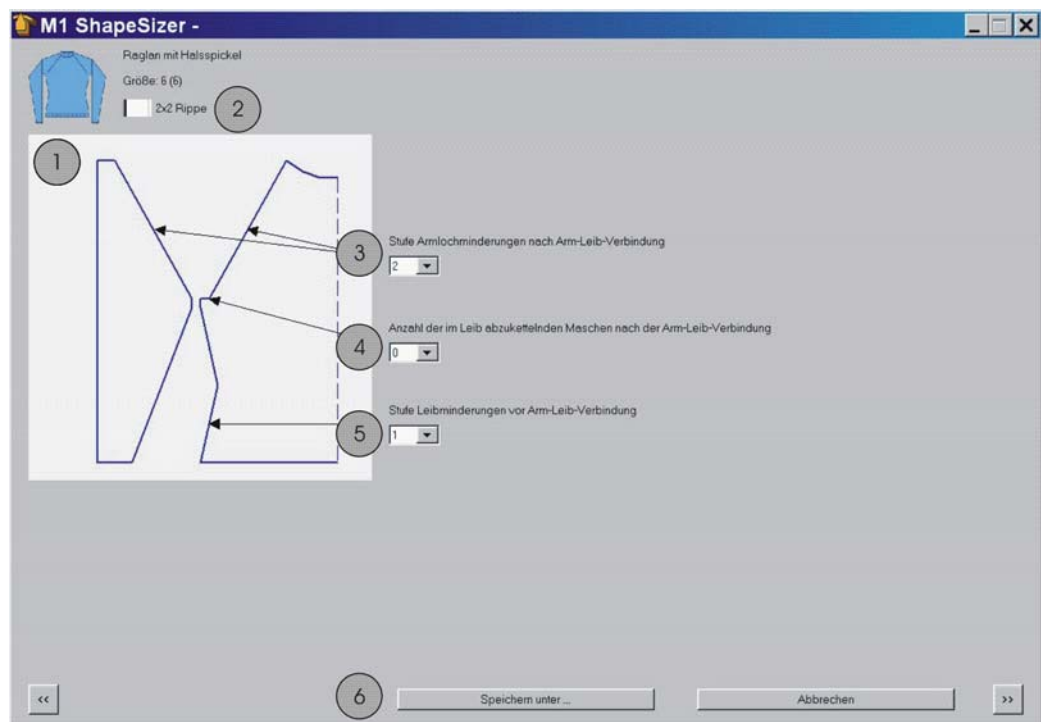 M1 ShapeSizer -
Raglan mit Halsspickel
Größe: 6 (6)
2x2 Rippe
2
1
3
Stufe Armlochminderungen nach Arm-Leib-Verbindung
2
4
Anzahl der im Leib abzukettelnden Maschen nach der Arm-Leib-Verbindung
0
Stufe Leibminderungen vor Arm-Leib-Verbindung
5
1
<<
6
Speichern unter ...
Abbrechen
>>